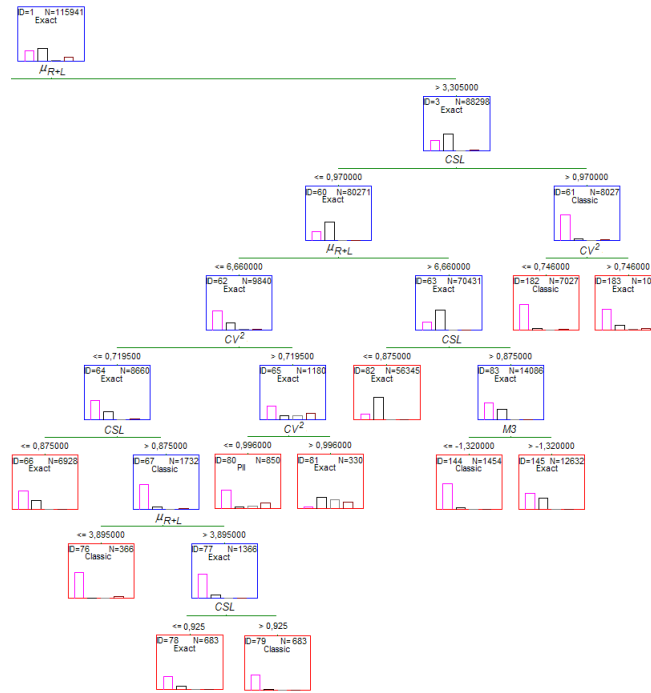 ID=1 N=115941
Exact
μR+L
> 3,305000
ID=3 N=88298
Exact
CSL
<= 0,970000 > 0,970000
ID=60 N=80271 ID=61 N=8027
Exact Classic
μR+L CV²
<= 6,660000 > 6,660000 <= 0,746000 > 0,746000
ID=62 N=9840 ID=63 N=70431 ID=182 N=7027 ID=183 N=10
Exact Exact Classic Exact
CV² CSL
<= 0,719500 > 0,719500 <= 0,875000 > 0,875000
ID=64 N=8660 ID=65 N=1180 ID=82 N=56345 ID=83 N=14086
Exact Exact Exact Exact
CSL CV² M3
<= 0,875000 > 0,875000 <= 0,996000 > 0,996000 <= -1,320000 > -1,320000
ID=66 N=6928 ID=67 N=1732 ID=80 N=850 ID=81 N=330 ID=144 N=1454 ID=145 N=12632
Exact Classic PII Exact Classic Exact
μR+L
<= 3,895000 > 3,895000
ID=76 N=366 ID=77 N=1366
Classic Exact
CSL
<= 0,925 > 0,925
ID=78 N=683 ID=79 N=683
Exact Classic